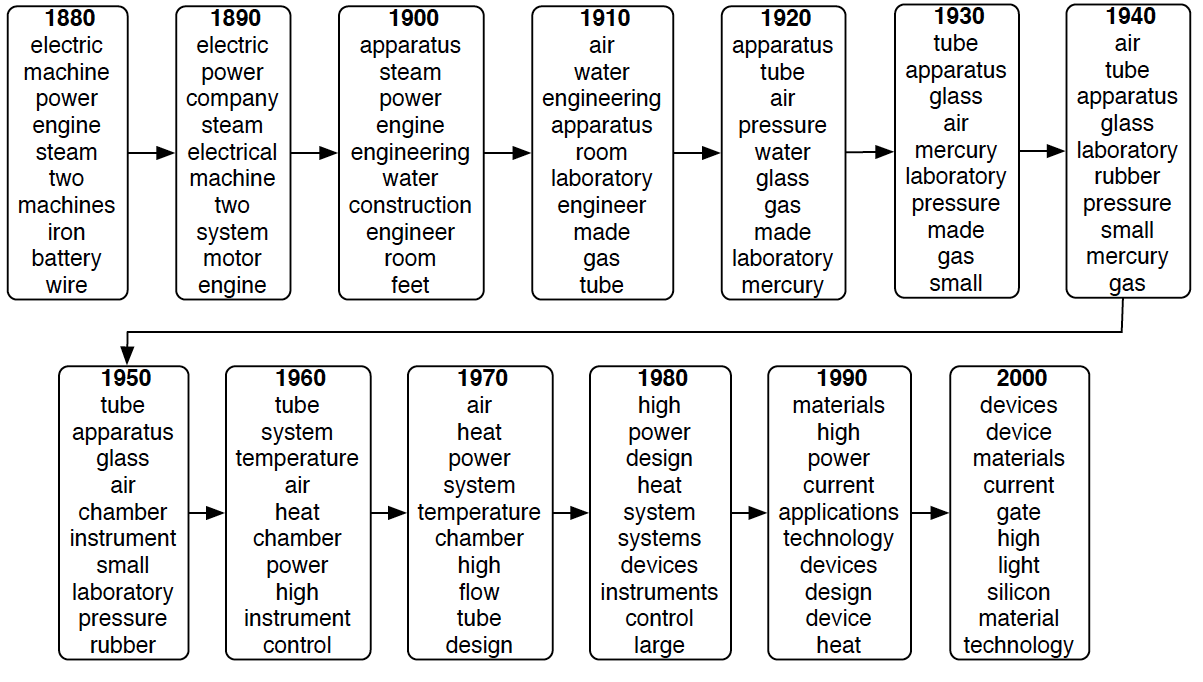 1880
electric
machine
power
engine
steam
two
machines
iron
battery
wire
1890
electric
power
company
steam
electrical
machine
two
system
motor
engine
1900
apparatus
steam
power
engine
engineering
water
construction
engineer
room
feet
1910
air
water
engineering
apparatus
room
laboratory
engineer
made
gas
tube
1920
apparatus
tube
air
pressure
water
glass
gas
made
laboratory
mercury
1930
tube
apparatus
glass
air
mercury
laboratory
pressure
made
gas
small
1940
air
tube
apparatus
glass
laboratory
rubber
pressure
small
mercury
gas
1950
tube
apparatus
glass
air
chamber
instrument
small
laboratory
pressure
rubber
1960
tube
system
temperature
air
heat
chamber
power
high
instrument
control
1970
air
heat
power
system
temperature
chamber
high
flow
tube
design
1980
high
power
design
heat
system
systems
devices
instruments
control
large
1990
materials
high
power
current
applications
technology
devices
design
device
heat
2000
devices
device
materials
current
gate
high
light
silicon
material
technology